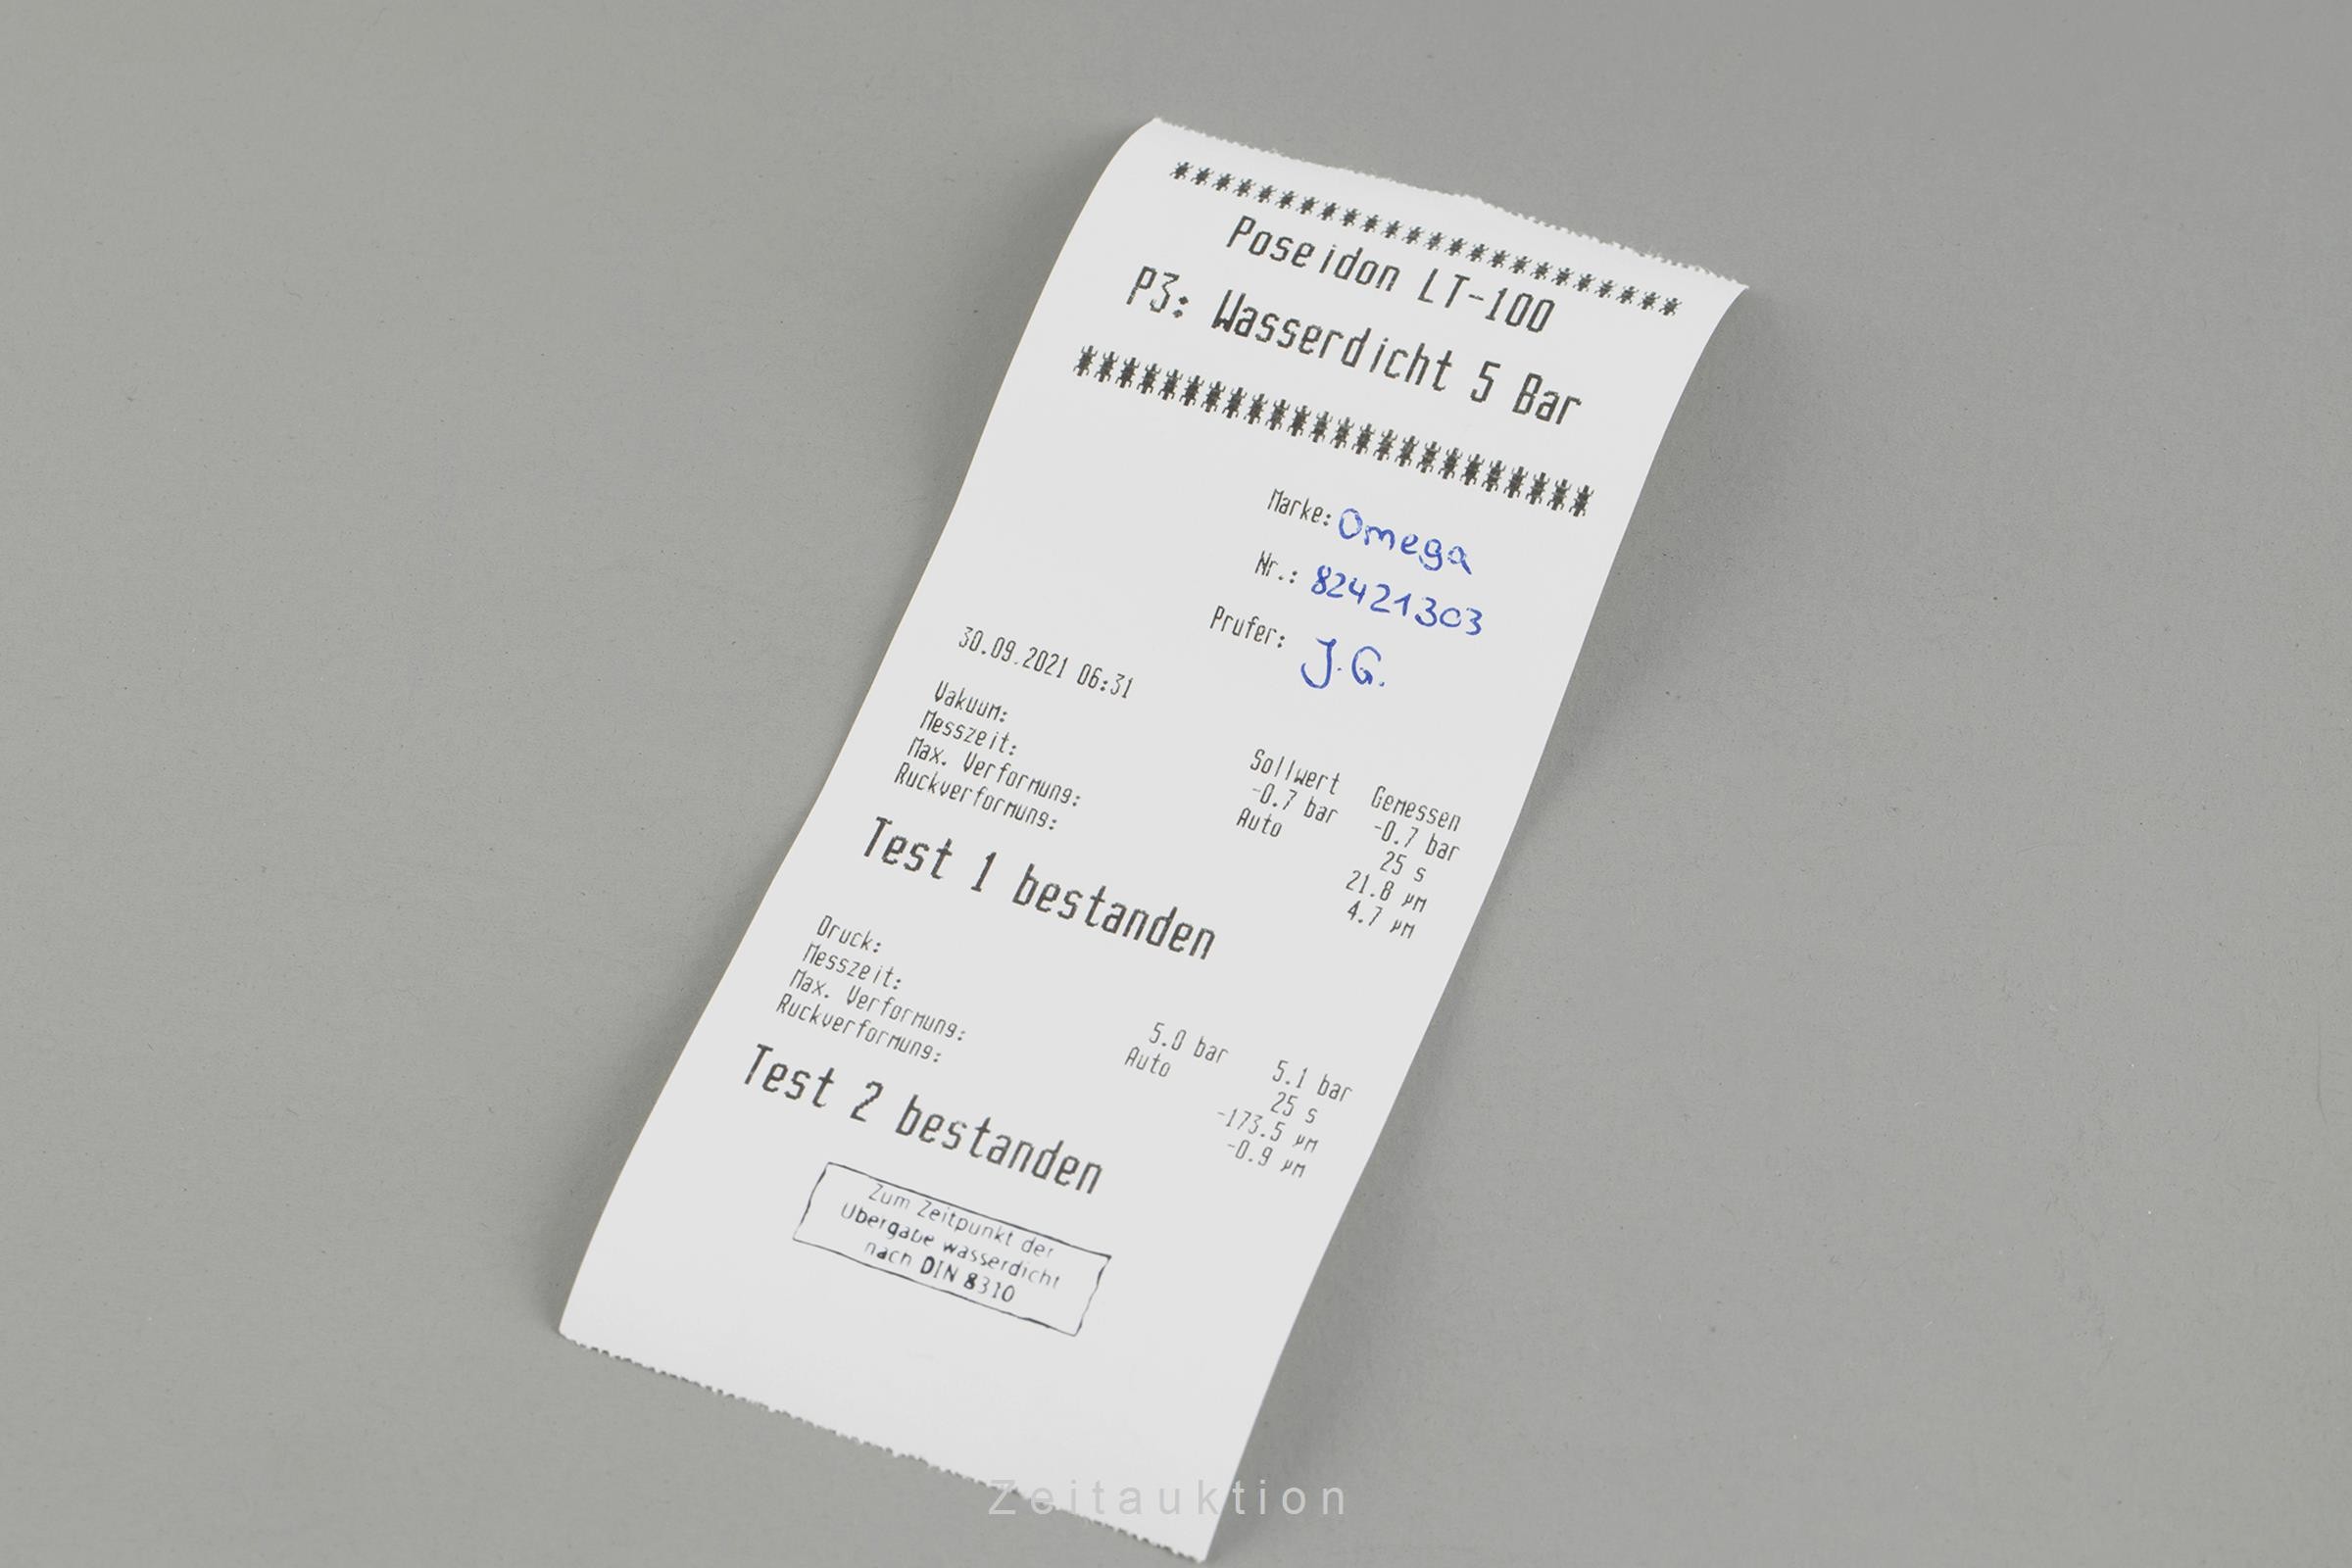 ************************
Poseidon LT-100
P3: Wasserdicht 5 Bar
************************
Marke: Omega
Nr.: 82421303
Prufer: J.G.
30.09.2021 06:31
Sollwert Gemessen
Vakuum: -0.7 bar -0.7 bar
Messzeit: Auto 25 s
Max. Verformung: 21.8 µm
Ruckverformung: 4.7 µm
Test 1 bestanden
Druck: 5.0 bar 5.1 bar
Messzeit: Auto 25 s
Max. Verformung: -173.5 µm
Ruckverformung: -0.9 µm
Test 2 bestanden
Zum Zeitpunkt der
Übergabe wasserdicht
nach DIN 8310
Zeitauktion